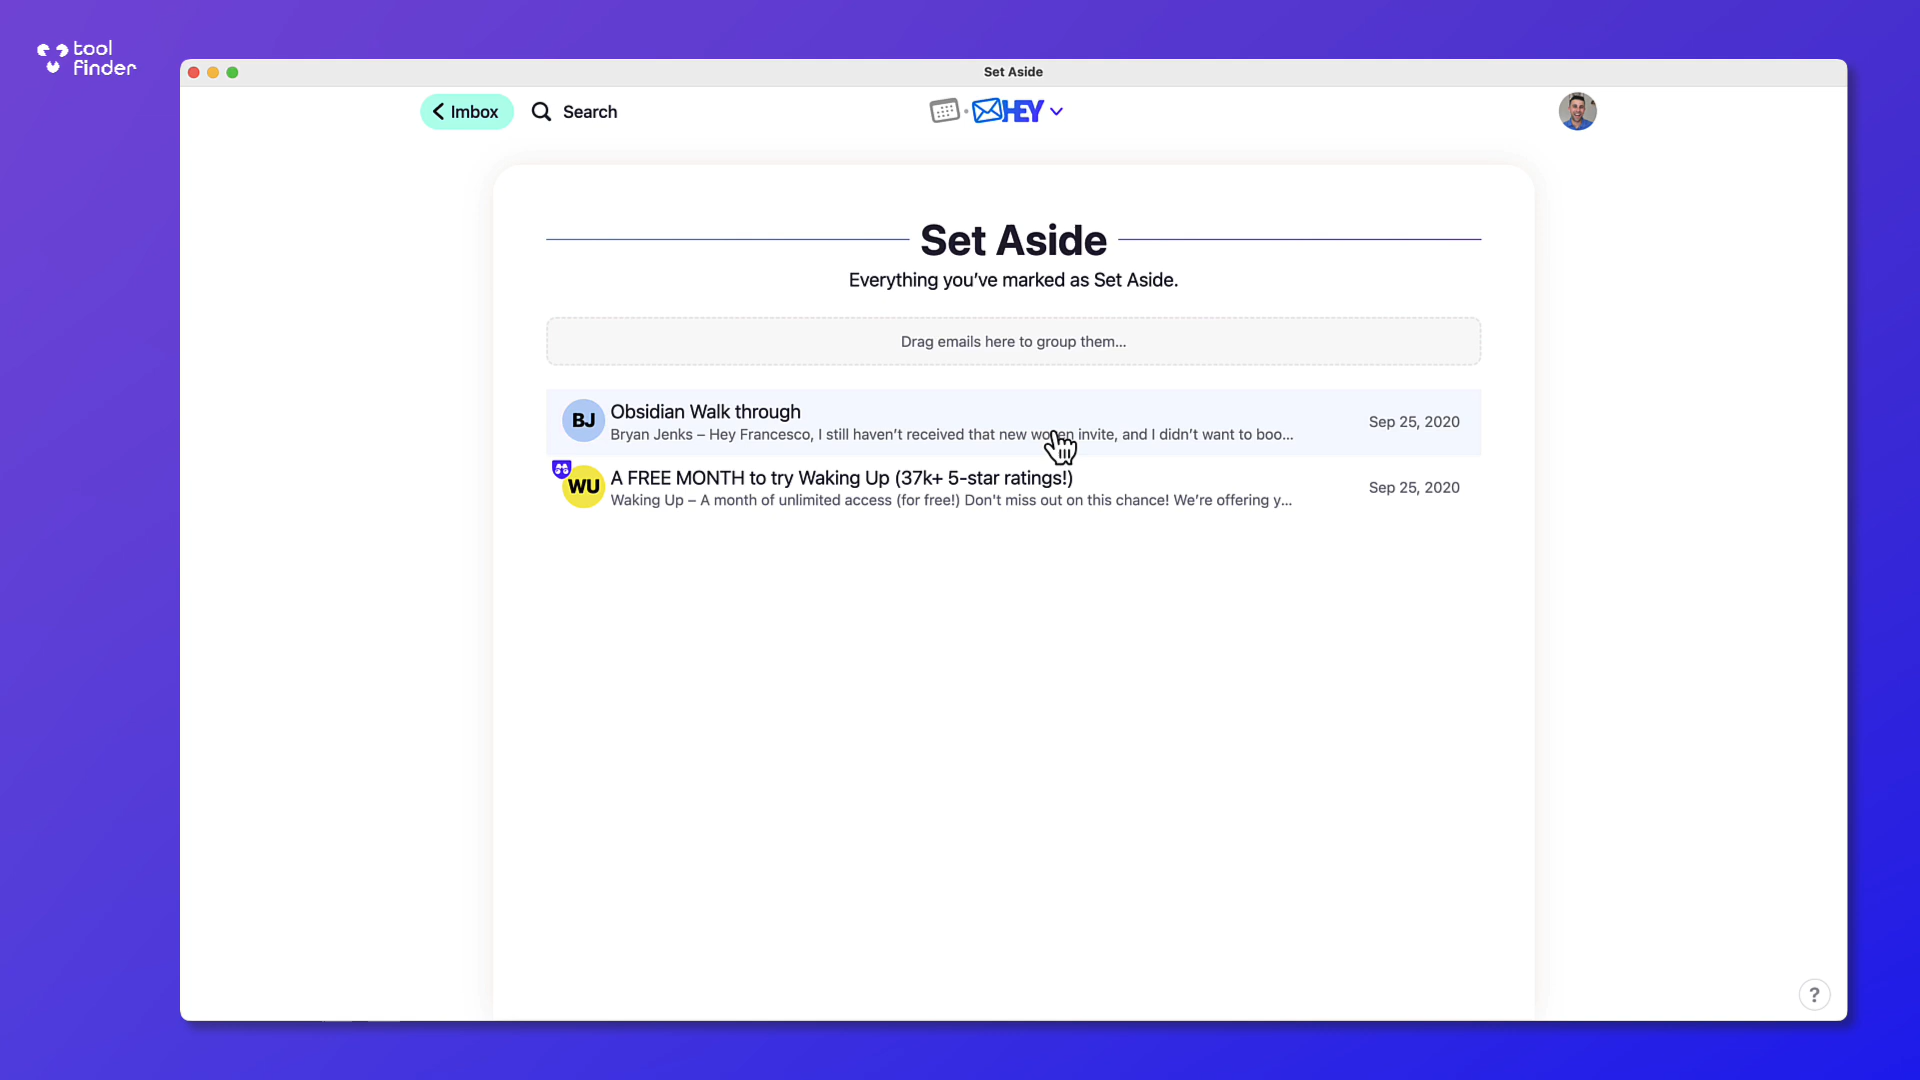 tool
finder
Set Aside
Imbox
Search
HEY
Set Aside
Everything you've marked as Set Aside.
Drag emails here to group them...
BJ
Obsidian Walk through
Sep 25, 2020
Bryan Jenks – Hey Francesco, I still haven't received that new woven invite, and I didn't want to boo...
WU
A FREE MONTH to try Waking Up (37k+ 5-star ratings!)
Sep 25, 2020
Waking Up – A month of unlimited access (for free!) Don't miss out on this chance! We're offering y...
?